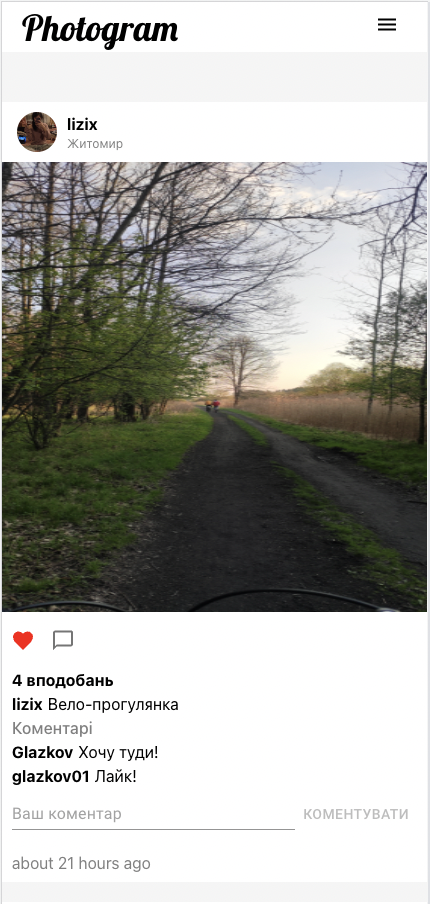 Photogram
lizix
Житомир
4 вподобань
lizix Вело-прогулянка
Коментарі
Glazkov Хочу туди!
glazkov01 Лайк!
Ваш коментар
КОМЕНТУВАТИ
about 21 hours ago